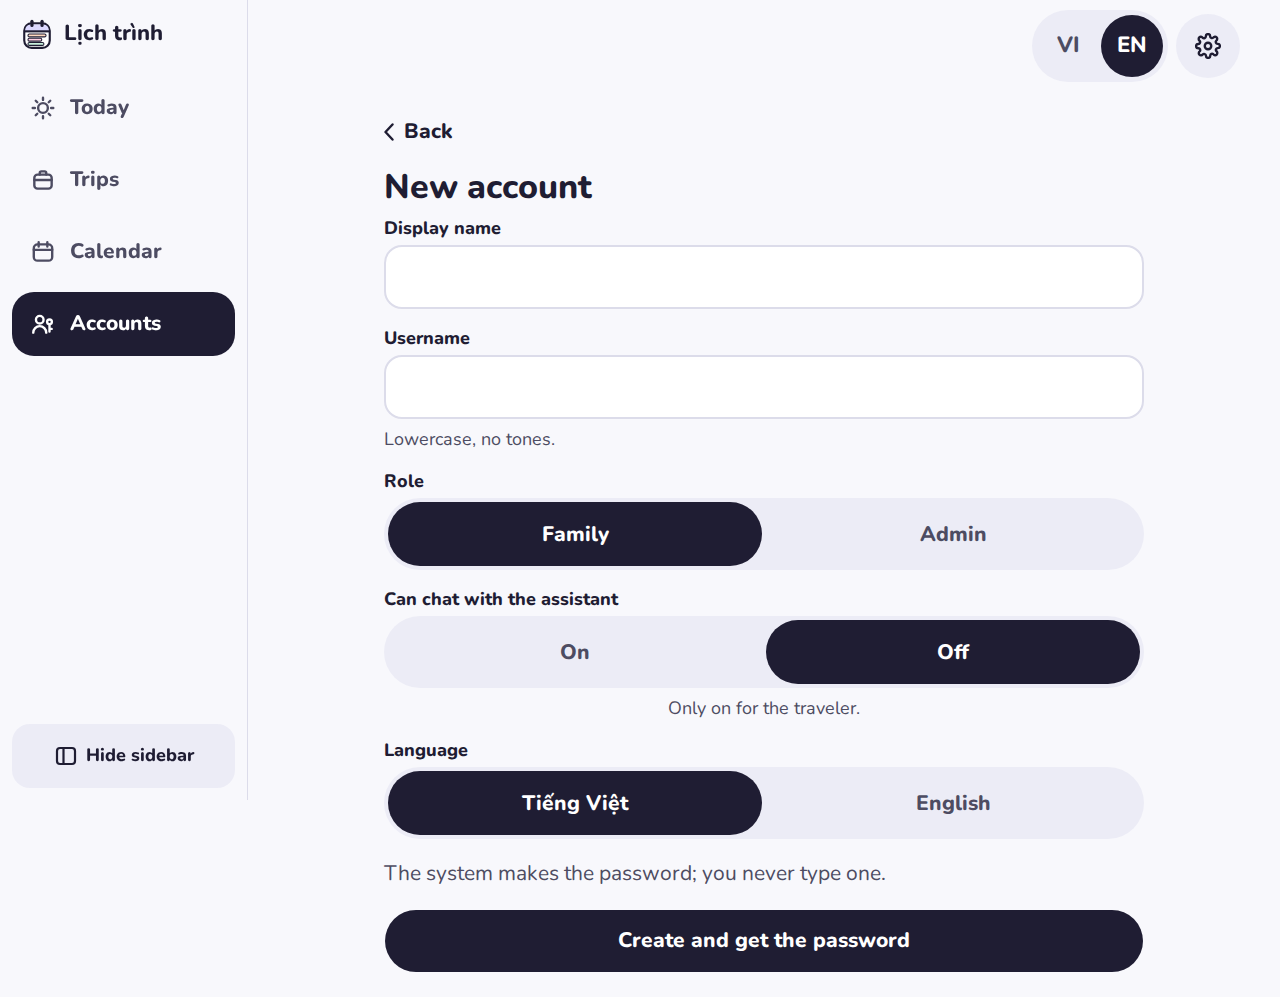 Lịch trình
VI
EN
Today
Trips
Calendar
Accounts
Hide sidebar
Back
New account
Display name
Username
Lowercase, no tones.
Role
Family
Admin
Can chat with the assistant
On
Off
Only on for the traveler.
Language
Tiếng Việt
English
The system makes the password; you never type one.
Create and get the password